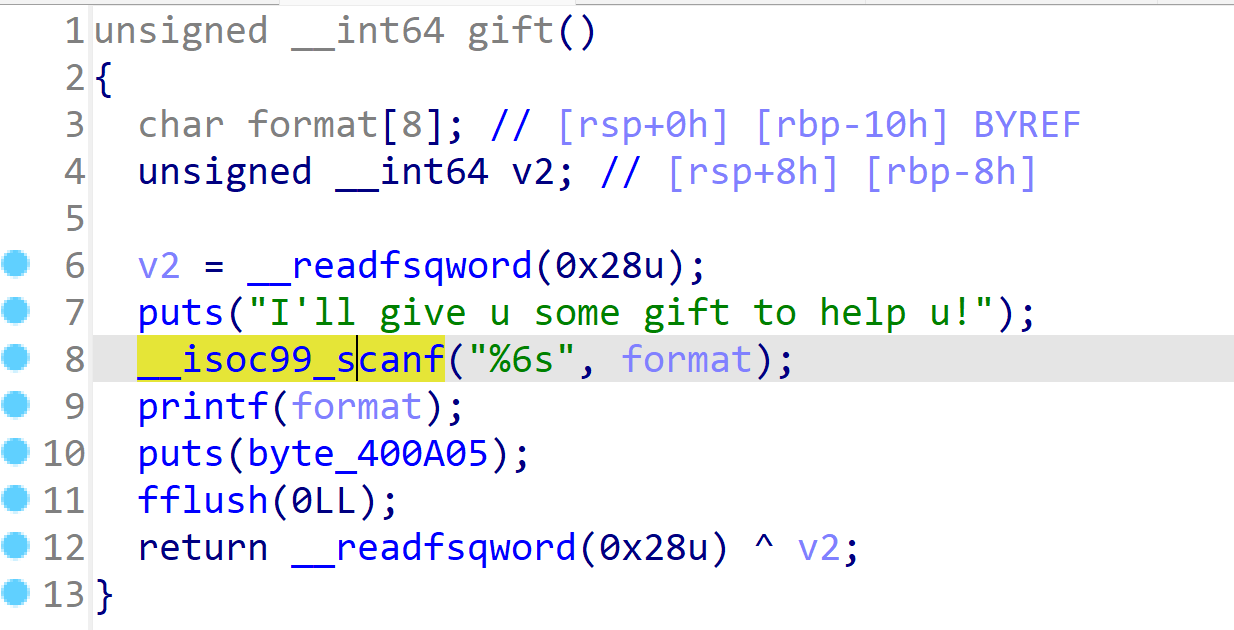 1 unsigned __int64 gift()
2 {
3 char format[8]; // [rsp+0h] [rbp-10h] BYREF
4 unsigned __int64 v2; // [rsp+8h] [rbp-8h]
5
6 v2 = __readfsqword(0x28u);
7 puts("I'll give u some gift to help u!");
8 __isoc99_scanf("%6s", format);
9 printf(format);
10 puts(byte_400A05);
11 fflush(0LL);
12 return __readfsqword(0x28u) ^ v2;
13 }